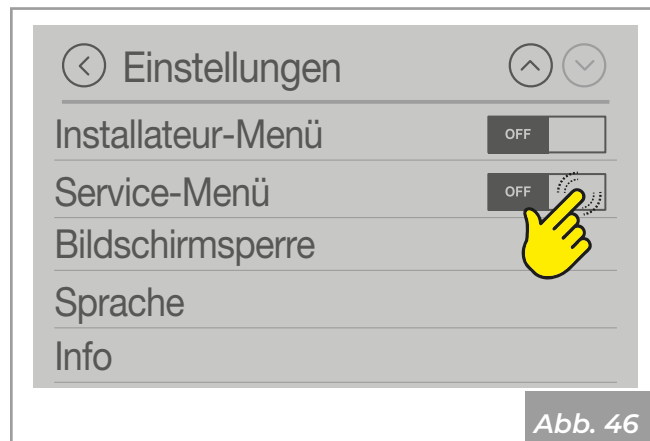 Einstellungen
Installateur-Menü OFF
Service-Menü OFF
Bildschirmsperre
Sprache
Info
Abb. 46